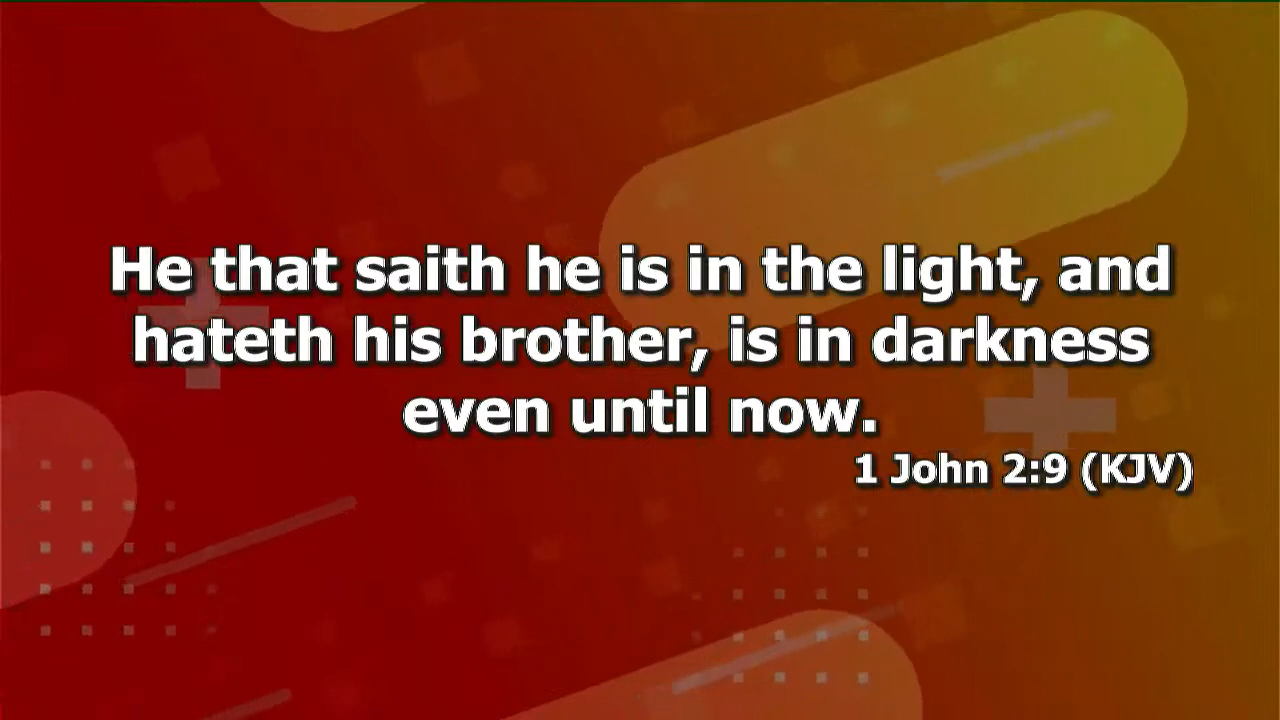 He that saith he is in the light, and
hateth his brother, is in darkness
even until now.
1 John 2:9 (KJV)